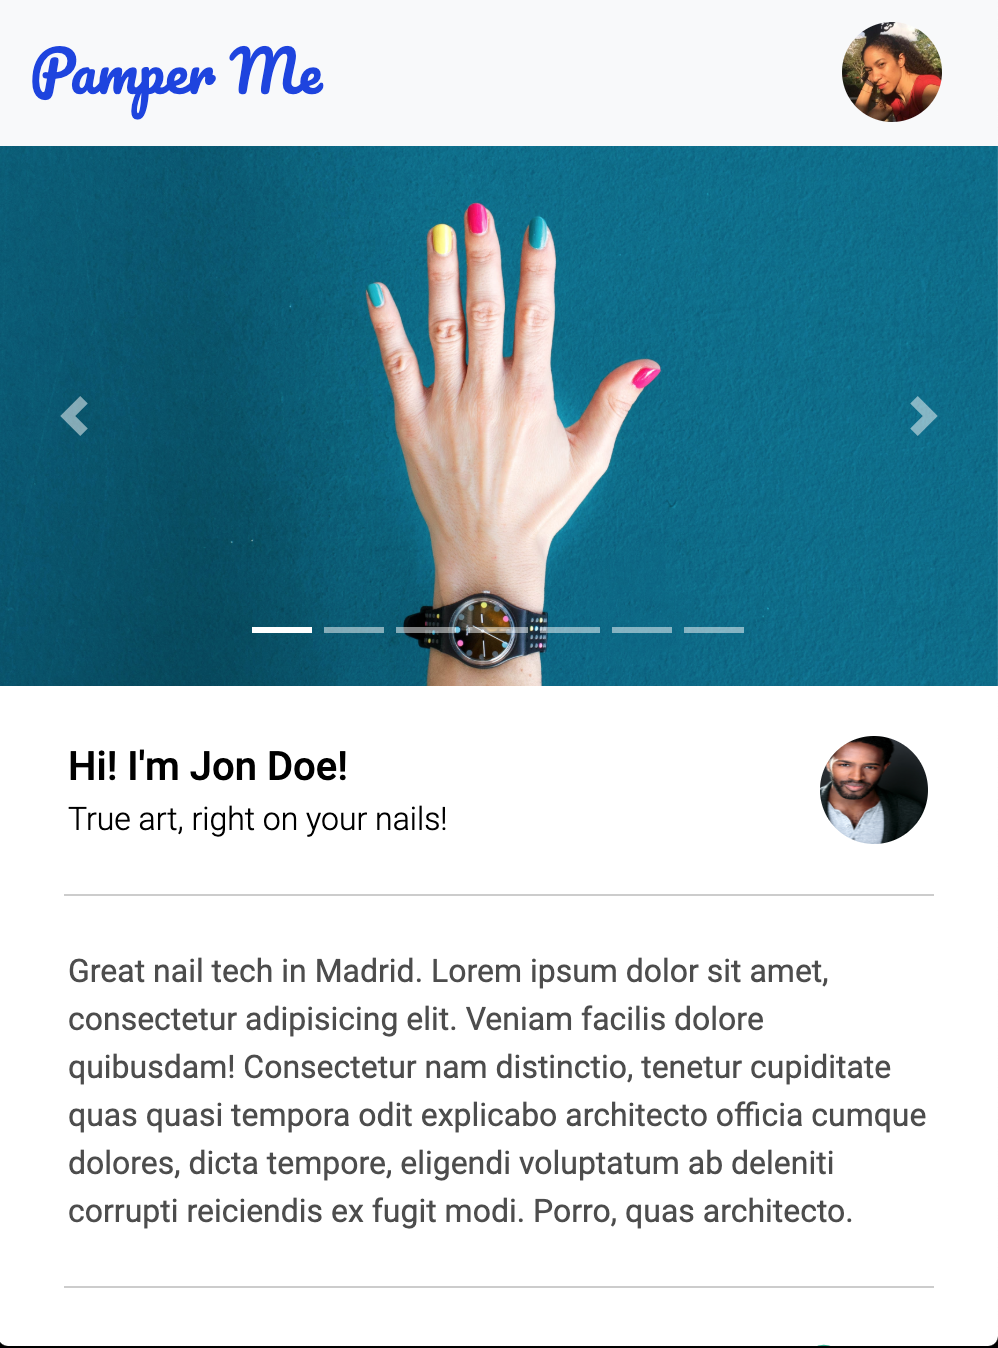 Pamper Me
Hi! I'm Jon Doe!
True art, right on your nails!
Great nail tech in Madrid. Lorem ipsum dolor sit amet,
consectetur adipisicing elit. Veniam facilis dolore
quibusdam! Consectetur nam distinctio, tenetur cupiditate
quas quasi tempora odit explicabo architecto officia cumque
dolores, dicta tempore, eligendi voluptatum ab deleniti
corrupti reiciendis ex fugit modi. Porro, quas architecto.